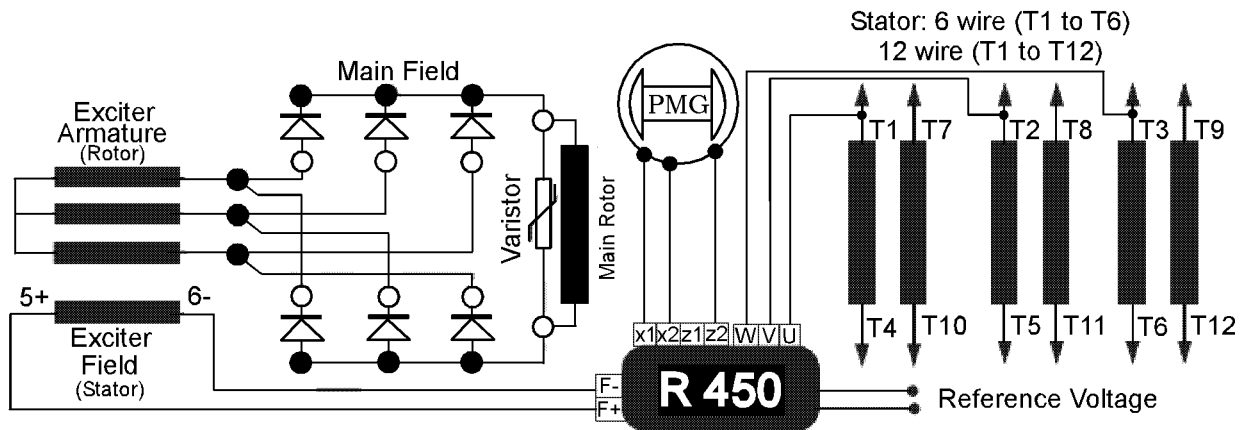 Stator: 6 wire (T1 to T6)
12 wire (T1 to T12)
Main Field
Exciter
Armature
(Rotor)
PMG
T1 T7 T2 T8 T3 T9
Varistor
Main Rotor
5+ 6-
Exciter
Field
(Stator)
x1 x2 z1 z2 W V U
T4 T10 T5 T11 T6 T12
F-
F+
R 450
Reference Voltage